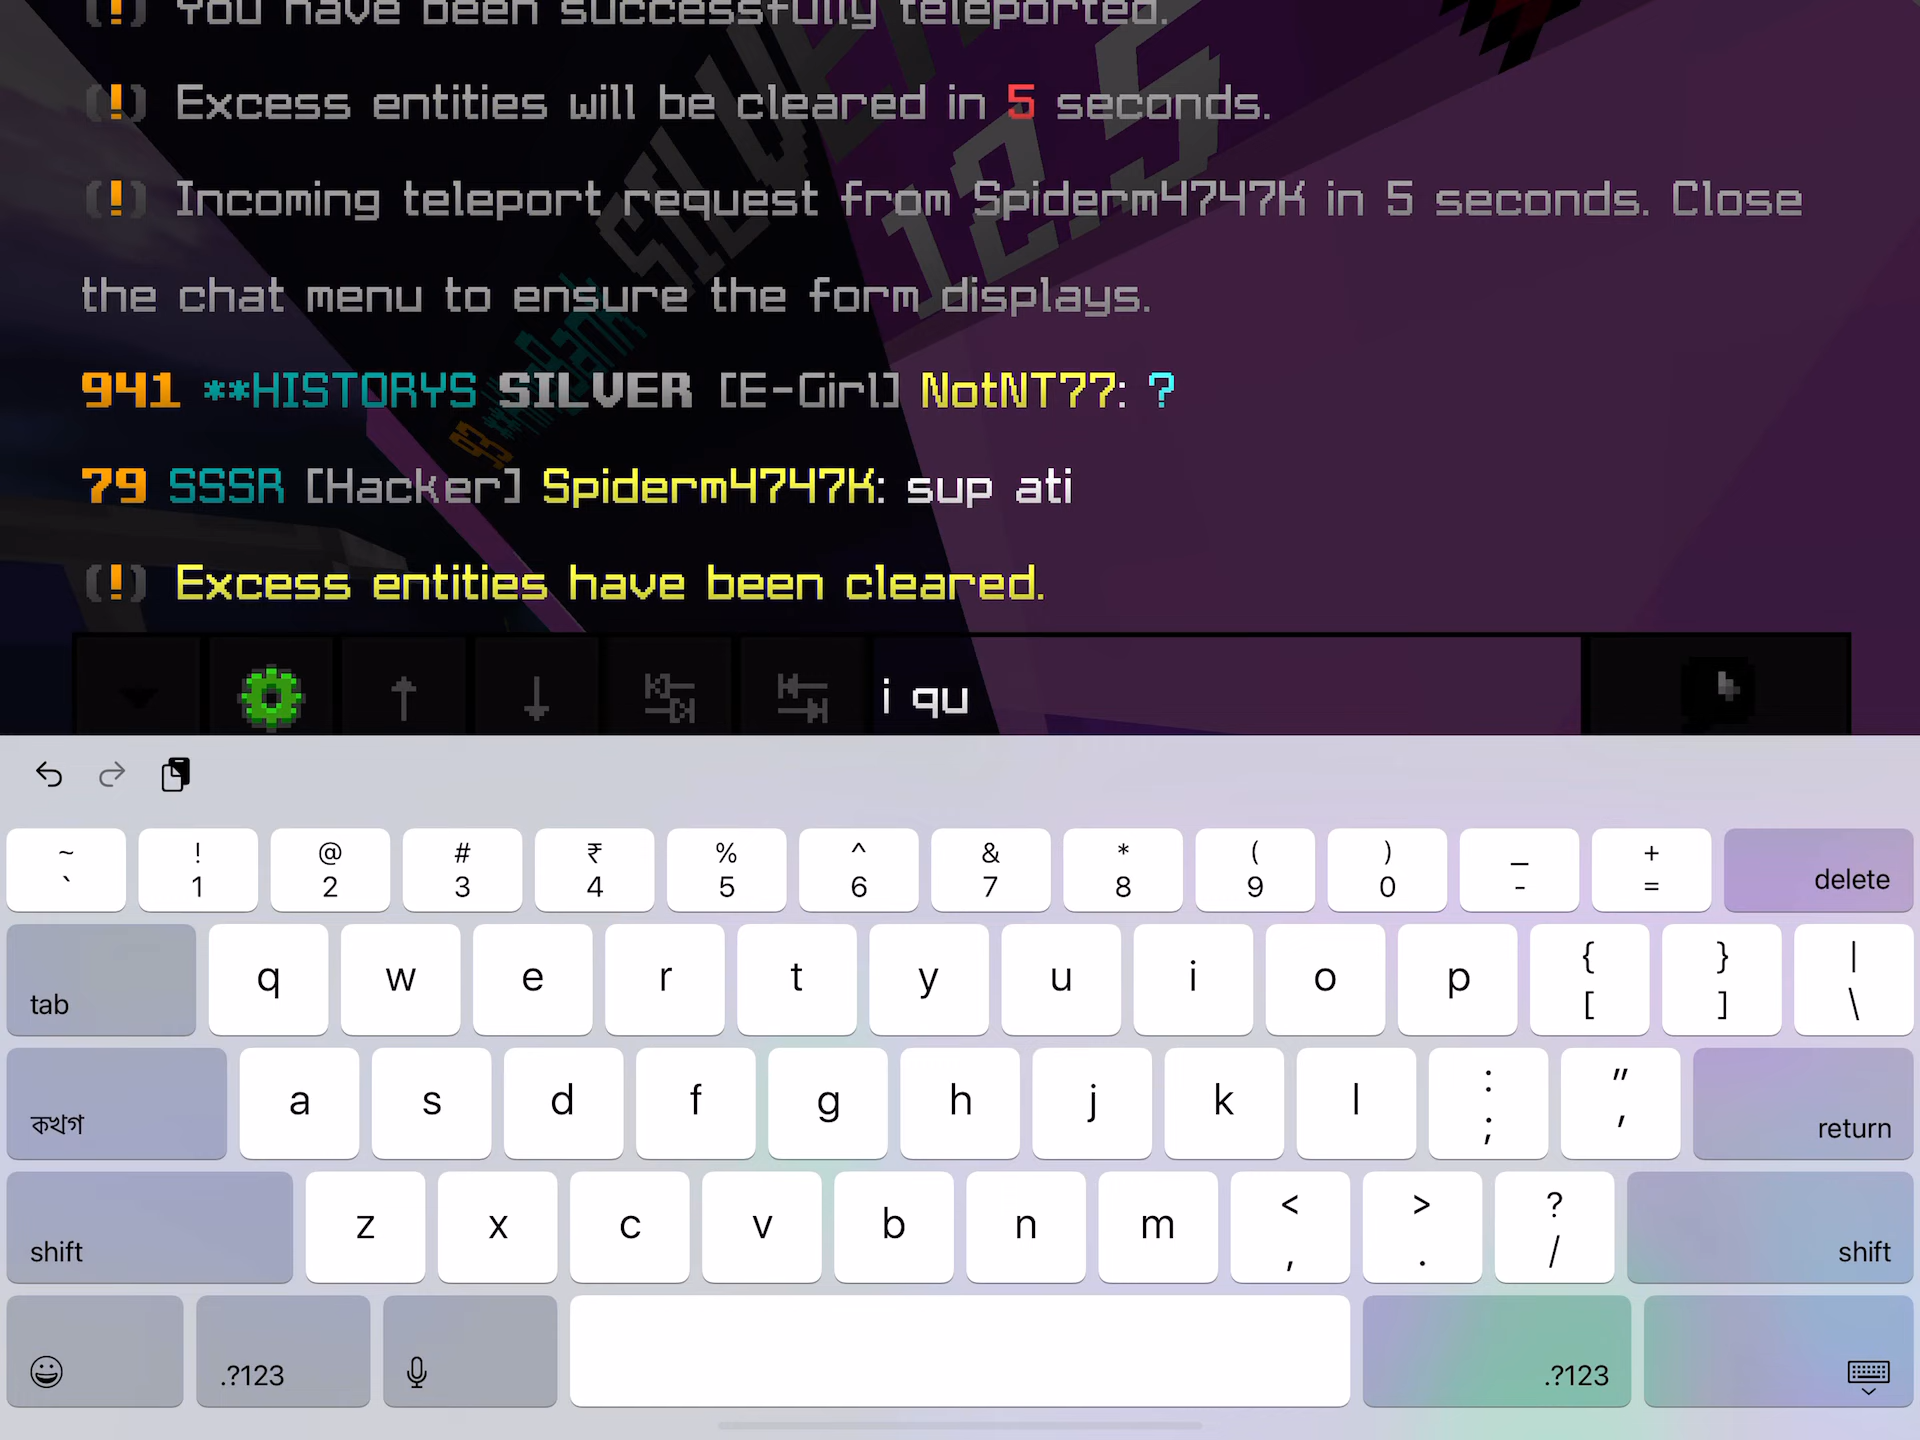 (!) You have been successfully teleported.
(!) Excess entities will be cleared in 5 seconds.
(!) Incoming teleport request from Spiderm4747K in 5 seconds. Close
the chat menu to ensure the form displays.
941 **HISTORYS SILVER [E-Girl] NotNT77: ?
79 SSSR [Hacker] Spiderm4747K: sup ati
(!) Excess entities have been cleared.
SILVER
12.5
i qu
~ ! @ # ₹ % ^ & * ( ) _ +
` 1 2 3 4 5 6 7 8 9 0 - = delete
tab q w e r t y u i o p { [ } ] | \
কখগ a s d f g h j k l : ; " ' return
shift z x c v b n m < , > . ? / shift
.?123 .?123